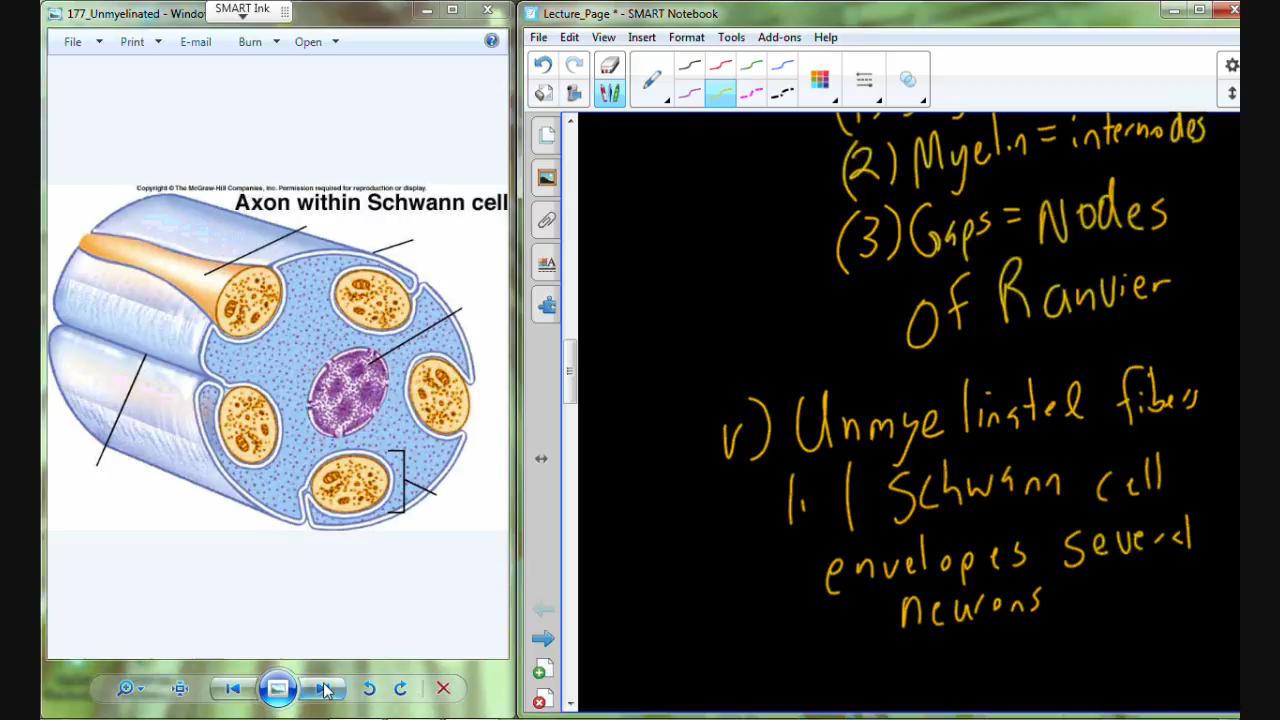 177_Unmyelinated - Windo
SMART Ink
File Print E-mail Burn Open
Copyright © The McGraw-Hill Companies, Inc. Permission required for reproduction or display.
Axon within Schwann cell
Lecture_Page * - SMART Notebook
File Edit View Insert Format Tools Add-ons Help
(2) Myelin = internodes
(3) Gaps = Nodes
of Ranvier
v) Unmyelinated fibers
1. 1 Schwann cell
envelopes several
neurons